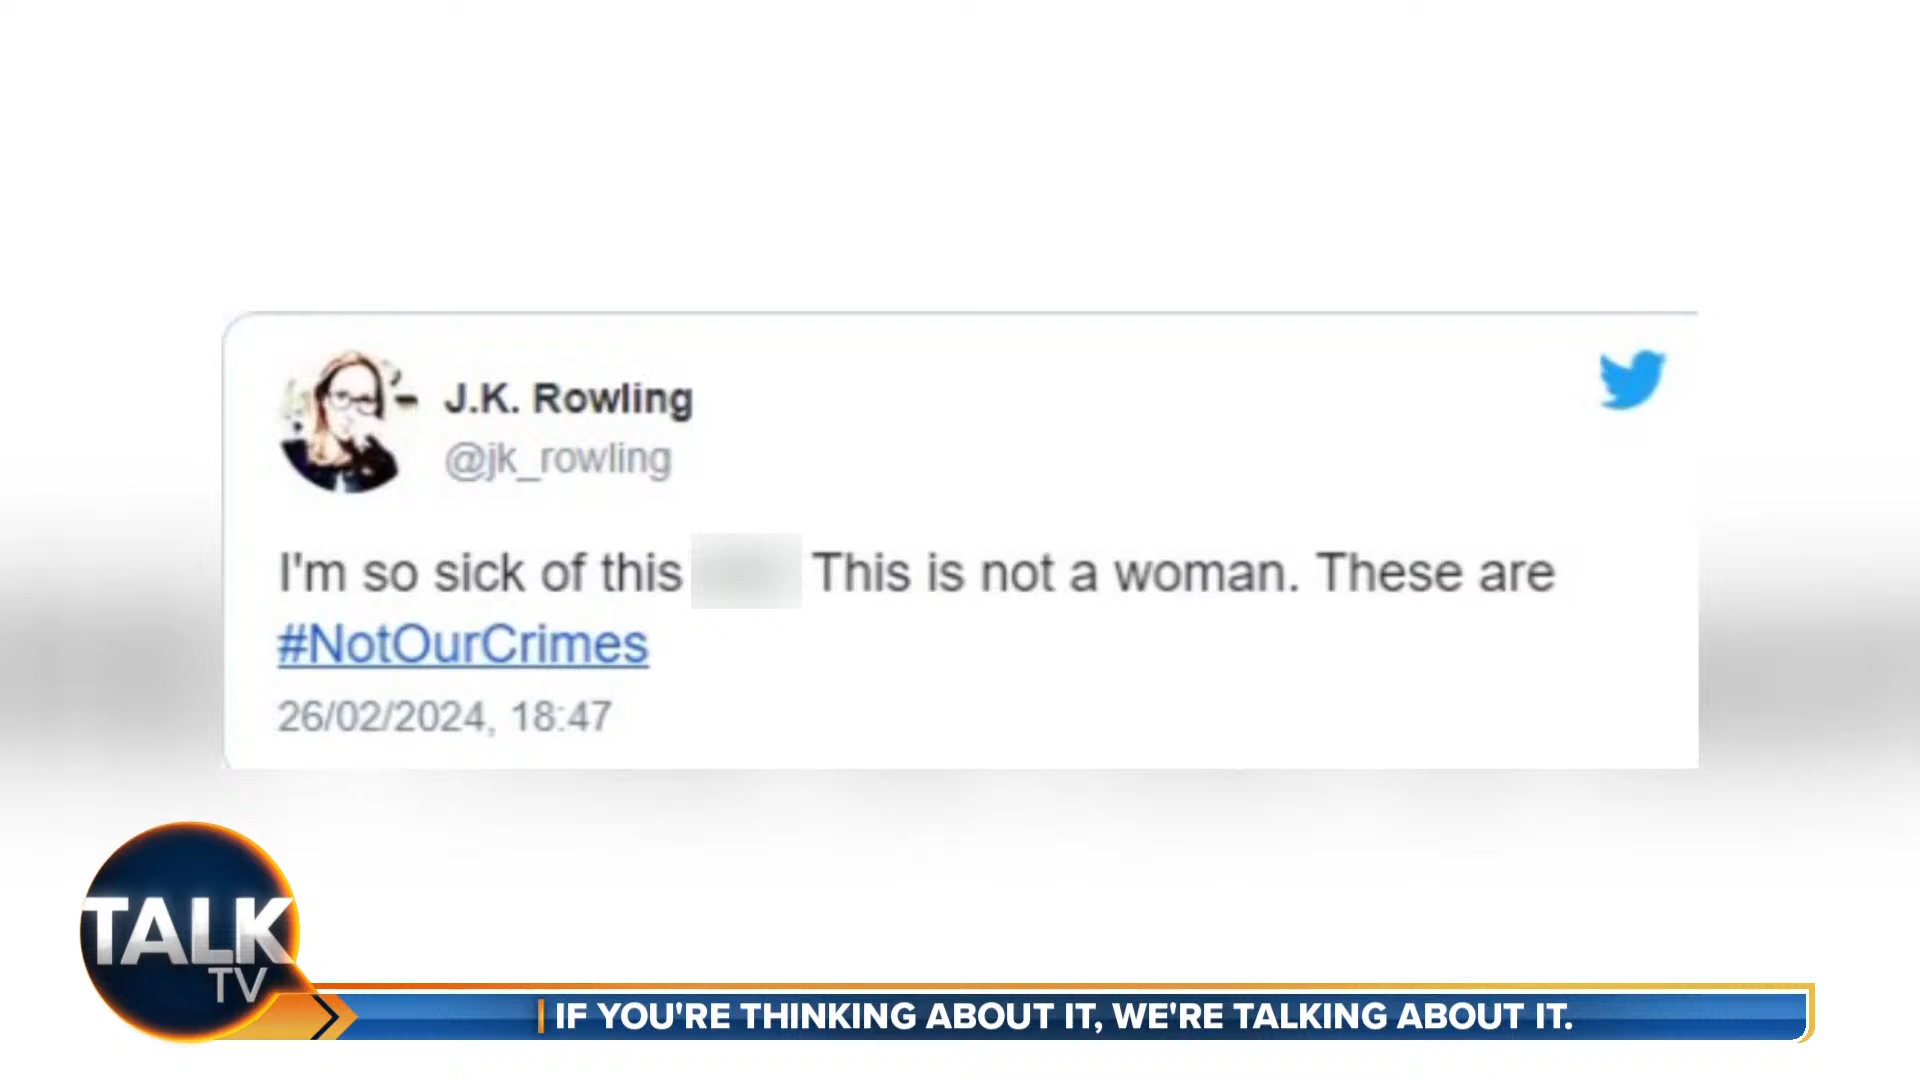 J.K. Rowling
@jk_rowling
I'm so sick of this This is not a woman. These are
#NotOurCrimes
26/02/2024, 18:47
TALK
TV
IF YOU'RE THINKING ABOUT IT, WE'RE TALKING ABOUT IT.